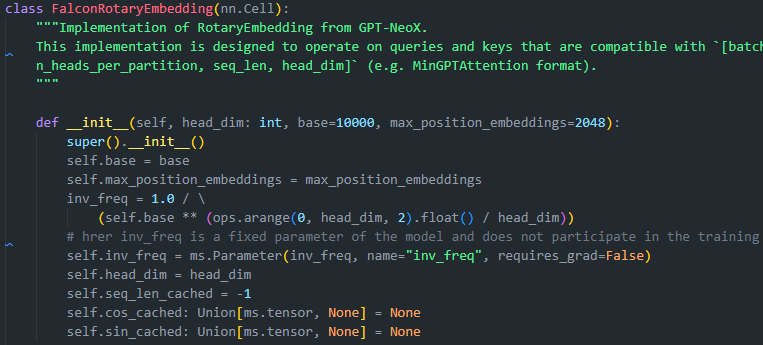 class FalconRotaryEmbedding(nn.Cell):
    """Implementation of RotaryEmbedding from GPT-NeoX.
    This implementation is designed to operate on queries and keys that are compatible with `[batch
    n_heads_per_partition, seq_len, head_dim]` (e.g. MinGPTAttention format).
    """
    def __init__(self, head_dim: int, base=10000, max_position_embeddings=2048):
        super().__init__()
        self.base = base
        self.max_position_embeddings = max_position_embeddings
        inv_freq = 1.0 / \
            (self.base ** (ops.arange(0, head_dim, 2).float() / head_dim))
        # hrer inv_freq is a fixed parameter of the model and does not participate in the training
        self.inv_freq = ms.Parameter(inv_freq, name="inv_freq", requires_grad=False)
        self.head_dim = head_dim
        self.seq_len_cached = -1
        self.cos_cached: Union[ms.tensor, None] = None
        self.sin_cached: Union[ms.tensor, None] = None